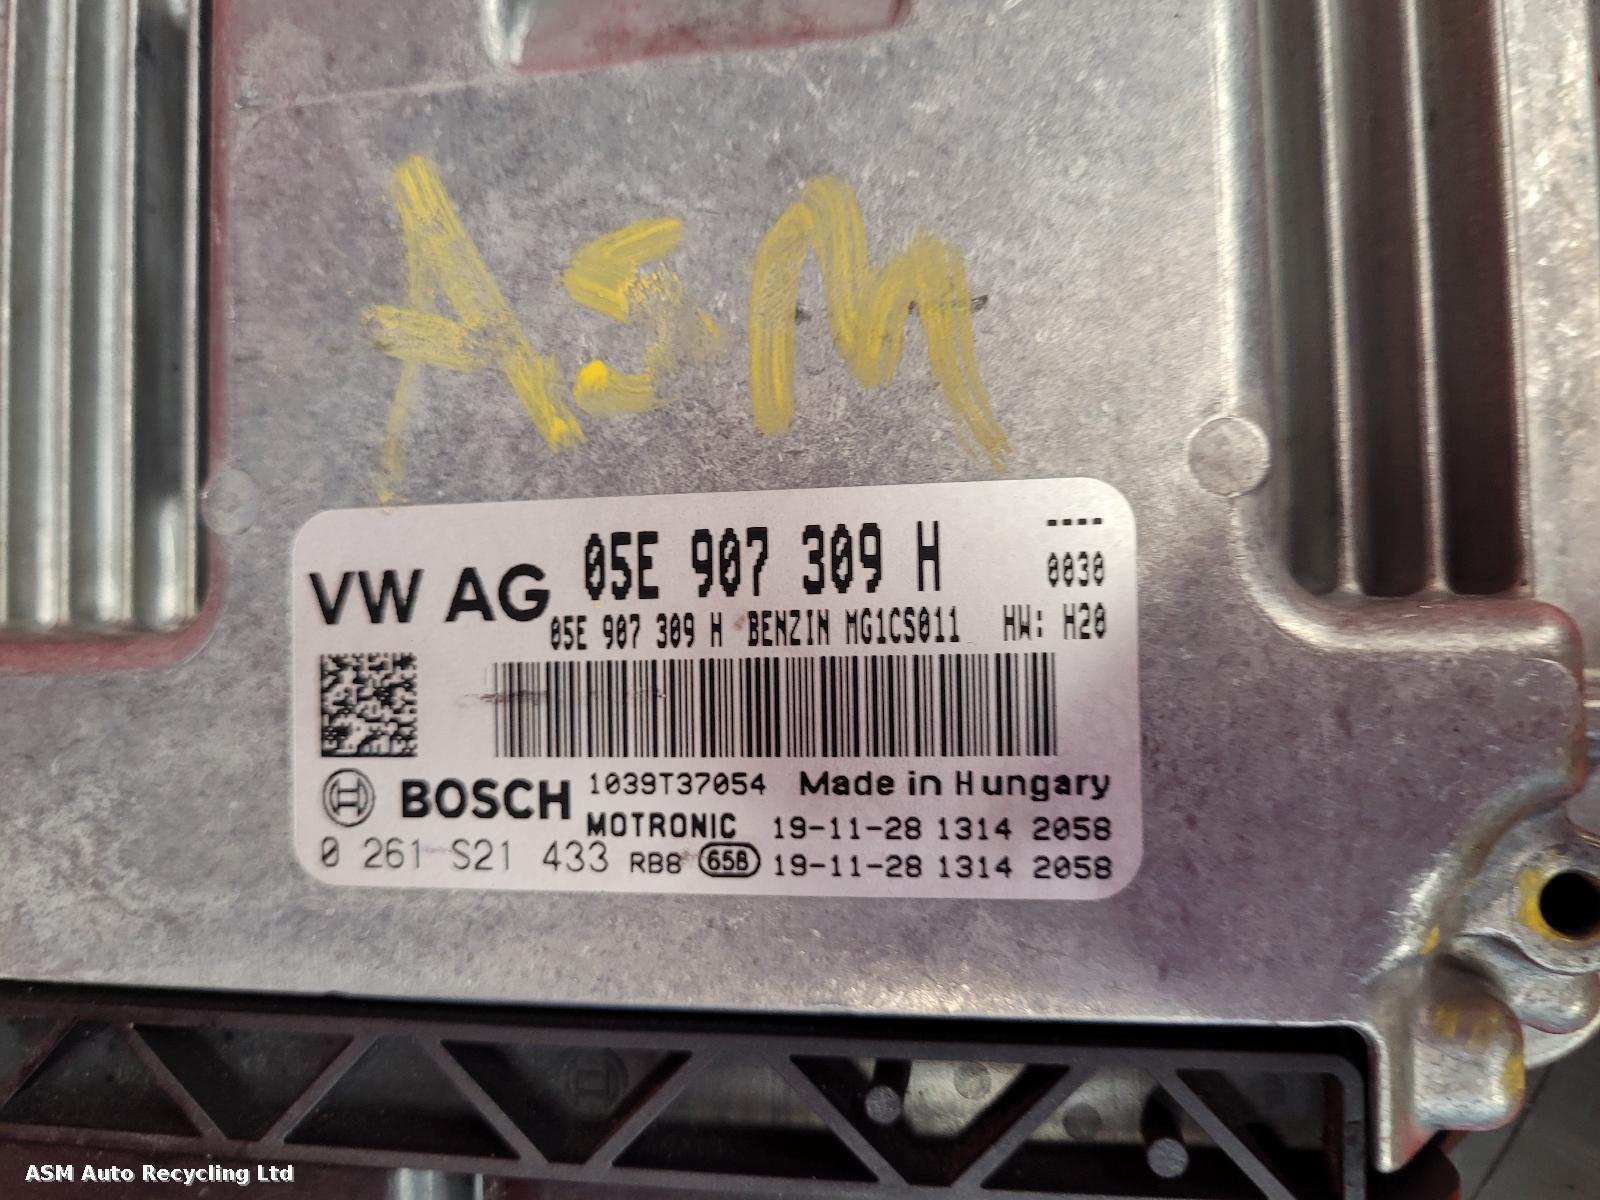 ASM
VW AG 05E 907 309 H ----
0030
05E 907 309 H BENZIN MG1CS011 HW: H20
BOSCH 1039T37054 Made in Hungary
MOTRONIC 19-11-28 1314 2058
0 261 S21 433 RB8 65B 19-11-28 1314 2058
ASM Auto Recycling Ltd